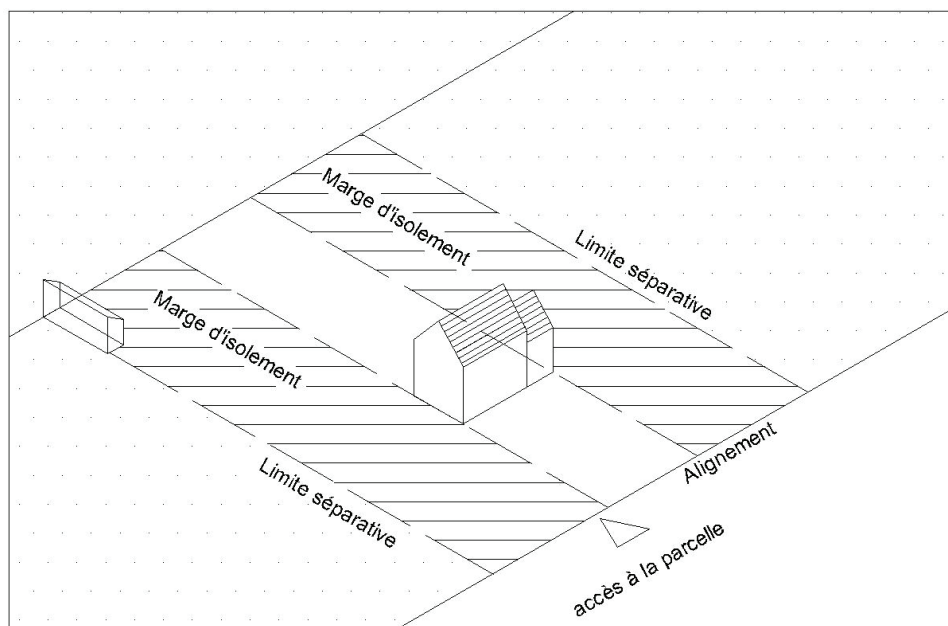 Marge d'isolement
Limite séparative
Marge d'isolement
Limite séparative
Alignement
accès à la parcelle